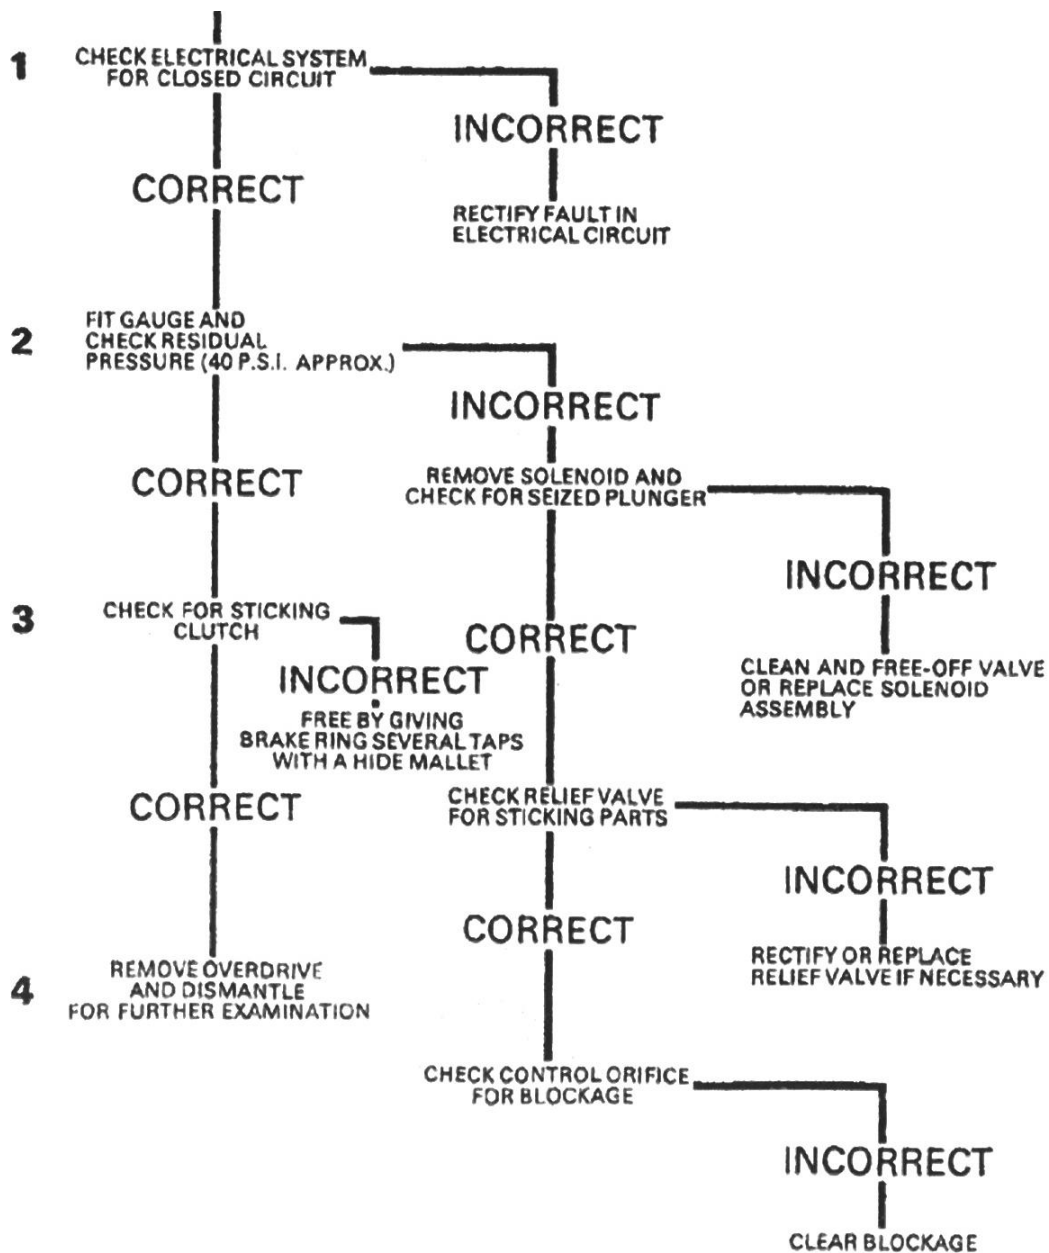 1 CHECK ELECTRICAL SYSTEM
FOR CLOSED CIRCUIT
INCORRECT
CORRECT
RECTIFY FAULT IN
ELECTRICAL CIRCUIT
2 FIT GAUGE AND
CHECK RESIDUAL
PRESSURE (40 P.S.I. APPROX.)
INCORRECT
CORRECT
REMOVE SOLENOID AND
CHECK FOR SEIZED PLUNGER
INCORRECT
3 CHECK FOR STICKING
CLUTCH
CORRECT
INCORRECT
CLEAN AND FREE-OFF VALVE
OR REPLACE SOLENOID
ASSEMBLY
FREE BY GIVING
BRAKE RING SEVERAL TAPS
WITH A HIDE MALLET
CORRECT
CHECK RELIEF VALVE
FOR STICKING PARTS
INCORRECT
CORRECT
RECTIFY OR REPLACE
RELIEF VALVE IF NECESSARY
4 REMOVE OVERDRIVE
AND DISMANTLE
FOR FURTHER EXAMINATION
CHECK CONTROL ORIFICE
FOR BLOCKAGE
INCORRECT
CLEAR BLOCKAGE